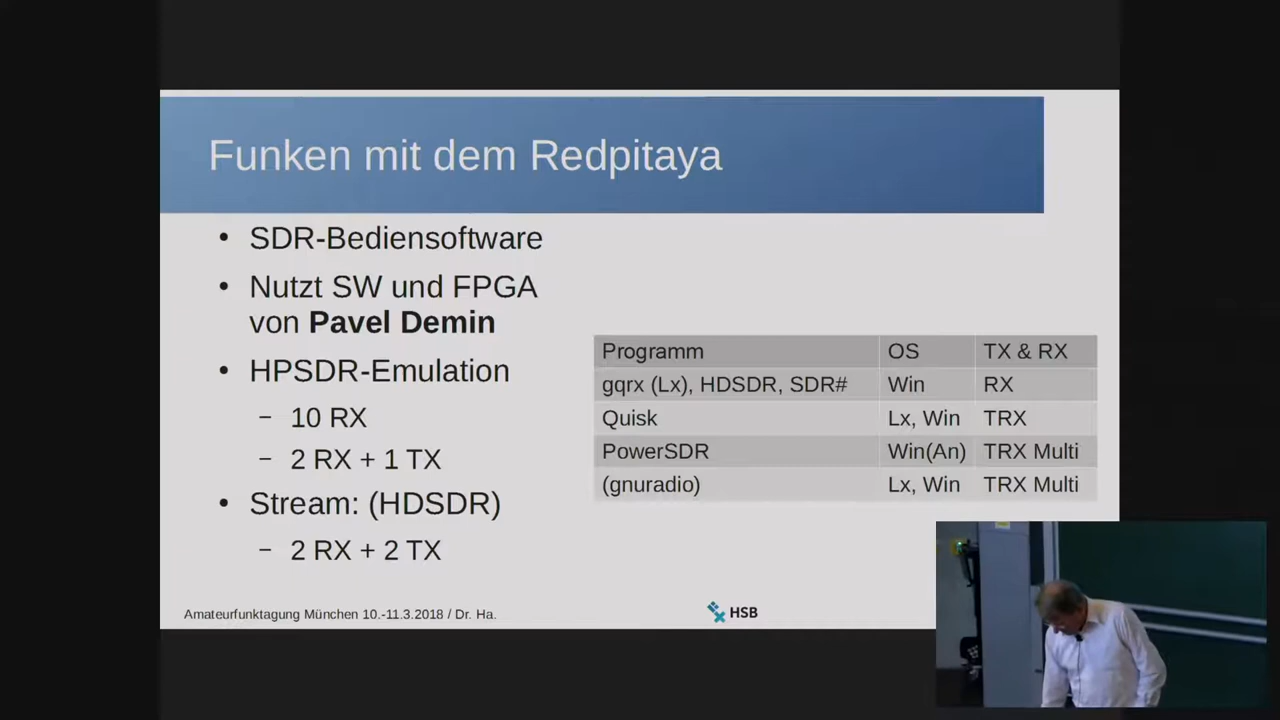 Funken mit dem Redpitaya
• SDR-Bediensoftware
• Nutzt SW und FPGA
von Pavel Demin
• HPSDR-Emulation
– 10 RX
– 2 RX + 1 TX
• Stream: (HDSDR)
– 2 RX + 2 TX
Programm OS TX & RX
gqrx (Lx), HDSDR, SDR# Win RX
Quisk Lx, Win TRX
PowerSDR Win(An) TRX Multi
(gnuradio) Lx, Win TRX Multi
Amateurfunktagung München 10.-11.3.2018 / Dr. Ha.
HSB